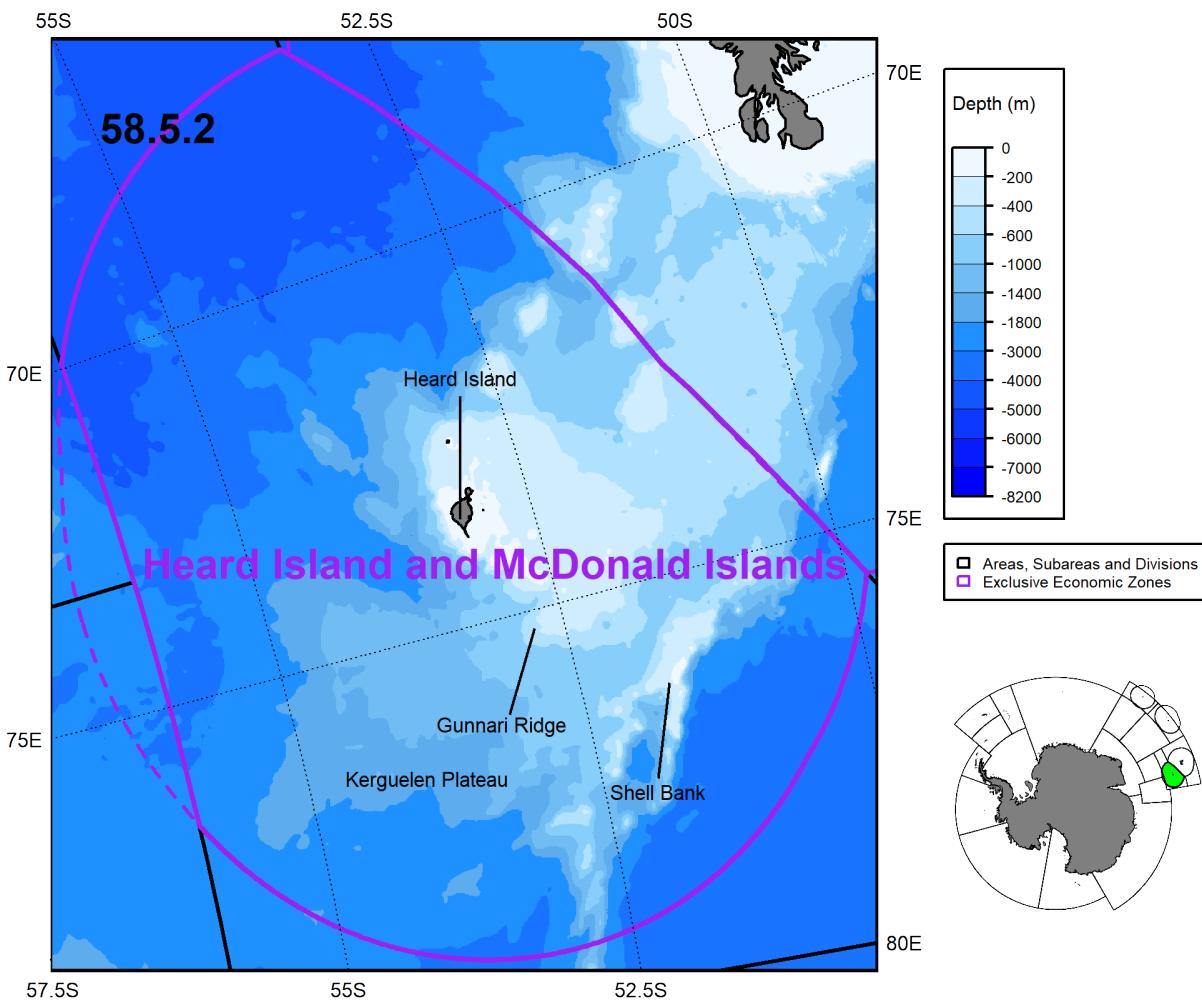 55S
52.5S
50S
70E
58.5.2
Depth (m)
0
-200
-400
-600
-1000
-1400
-1800
-3000
-4000
-5000
-6000
-7000
-8200
70E
Heard Island
75E
Heard Island and McDonald Islands
Areas, Subareas and Divisions
Exclusive Economic Zones
Gunnari Ridge
75E
Kerguelen Plateau
Shell Bank
80E
57.5S
55S
52.5S